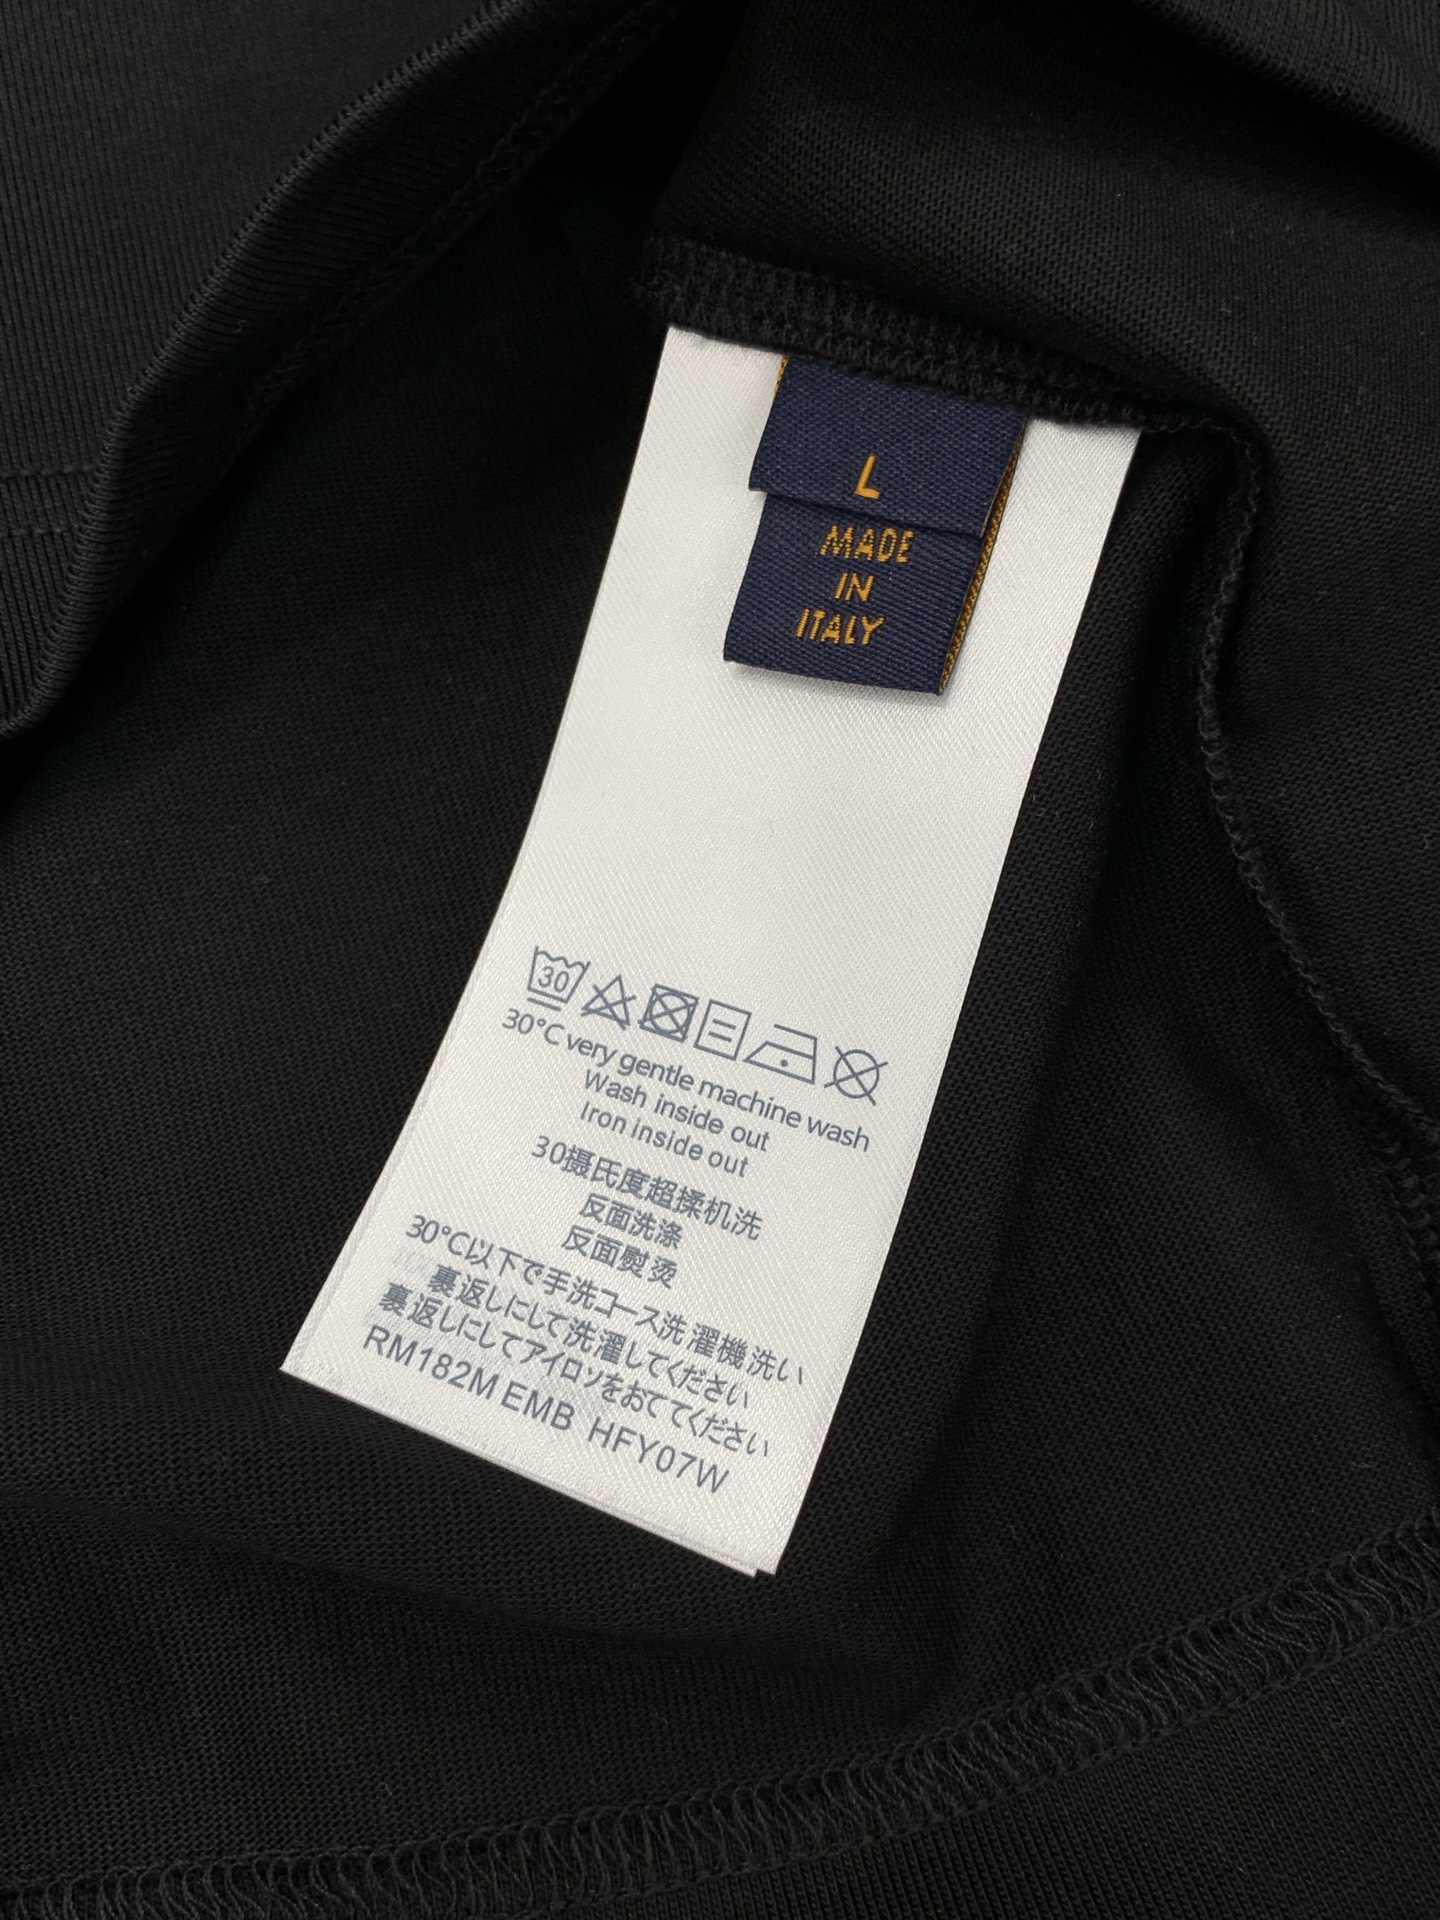 L
MADE
IN
ITALY
30
30°C very gentle machine wash
Wash inside out
Iron inside out
30摄氏度超揉机洗
反面洗涤
反面熨烫
30°C以下で手洗コース洗濯機洗い
裏返しにして洗濯してください
裏返しにしてアイロソをおててください
RM182M EMB HFY07W